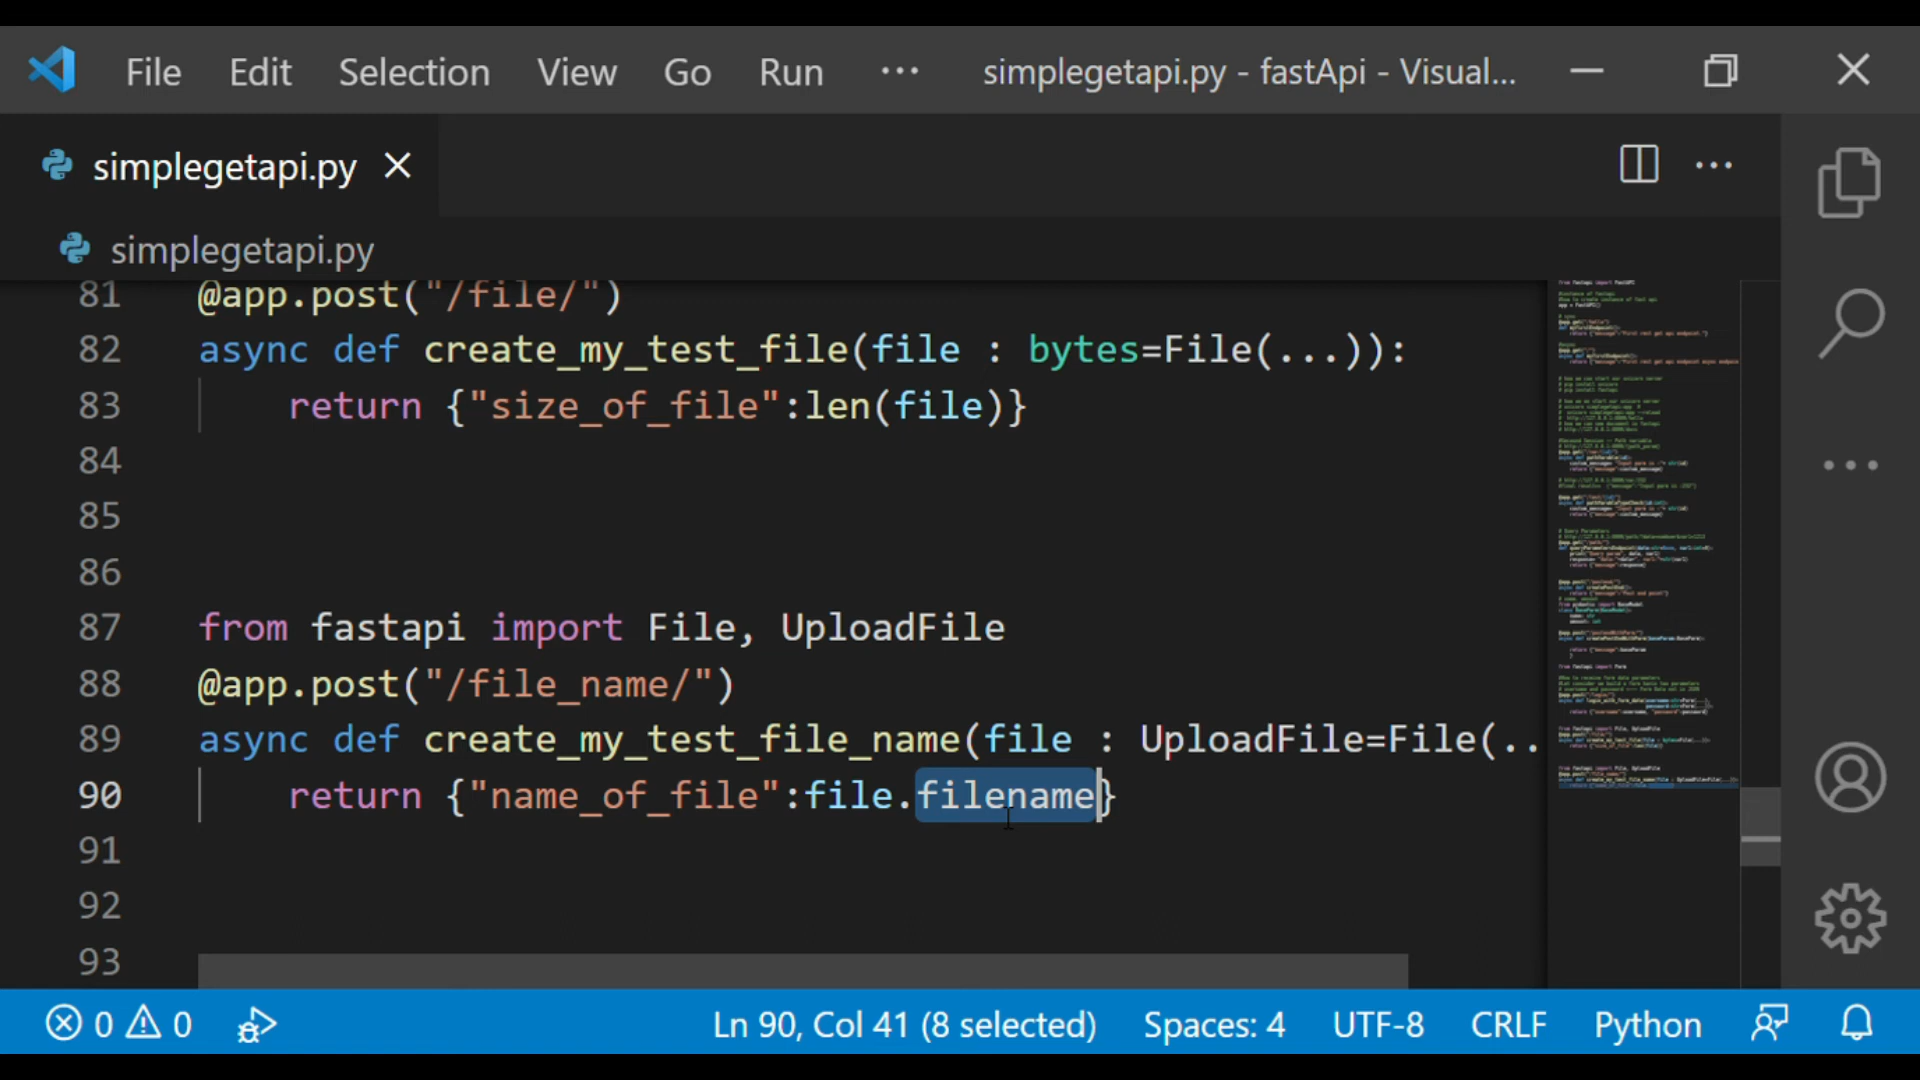 File Edit Selection View Go Run ··· simplegetapi.py - fastApi - Visual...
simplegetapi.py
simplegetapi.py
81 @app.post("/file/")
82 async def create_my_test_file(file : bytes=File(...)):
83 return {"size_of_file":len(file)}
84
85
86
87 from fastapi import File, UploadFile
88 @app.post("/file_name/")
89 async def create_my_test_file_name(file : UploadFile=File(..
90 return {"name_of_file":file.filename}
91
92
93
0 0 Ln 90, Col 41 (8 selected) Spaces: 4 UTF-8 CRLF Python